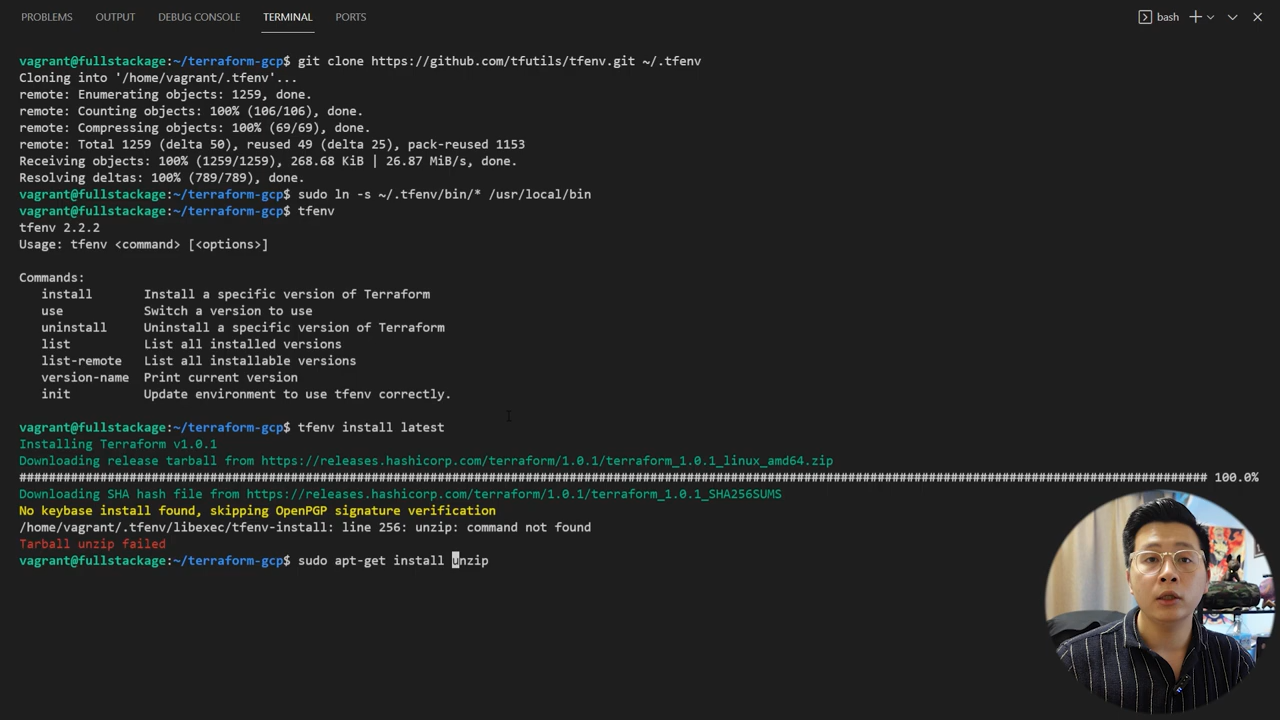 PROBLEMS OUTPUT DEBUG CONSOLE TERMINAL PORTS bash
vagrant@fullstackage:~/terraform-gcp$ git clone https://github.com/tfutils/tfenv.git ~/.tfenv
Cloning into '/home/vagrant/.tfenv'...
remote: Enumerating objects: 1259, done.
remote: Counting objects: 100% (106/106), done.
remote: Compressing objects: 100% (69/69), done.
remote: Total 1259 (delta 50), reused 49 (delta 25), pack-reused 1153
Receiving objects: 100% (1259/1259), 268.68 KiB | 26.87 MiB/s, done.
Resolving deltas: 100% (789/789), done.
vagrant@fullstackage:~/terraform-gcp$ sudo ln -s ~/.tfenv/bin/* /usr/local/bin
vagrant@fullstackage:~/terraform-gcp$ tfenv
tfenv 2.2.2
Usage: tfenv <command> [<options>]
Commands:
install Install a specific version of Terraform
use Switch a version to use
uninstall Uninstall a specific version of Terraform
list List all installed versions
list-remote List all installable versions
version-name Print current version
init Update environment to use tfenv correctly.
vagrant@fullstackage:~/terraform-gcp$ tfenv install latest
Installing Terraform v1.0.1
Downloading release tarball from https://releases.hashicorp.com/terraform/1.0.1/terraform_1.0.1_linux_amd64.zip
######################################################################################################################################################### 100.0%
Downloading SHA hash file from https://releases.hashicorp.com/terraform/1.0.1/terraform_1.0.1_SHA256SUMS
No keybase install found, skipping OpenPGP signature verification
/home/vagrant/.tfenv/libexec/tfenv-install: line 256: unzip: command not found
Tarball unzip failed
vagrant@fullstackage:~/terraform-gcp$ sudo apt-get install unzip